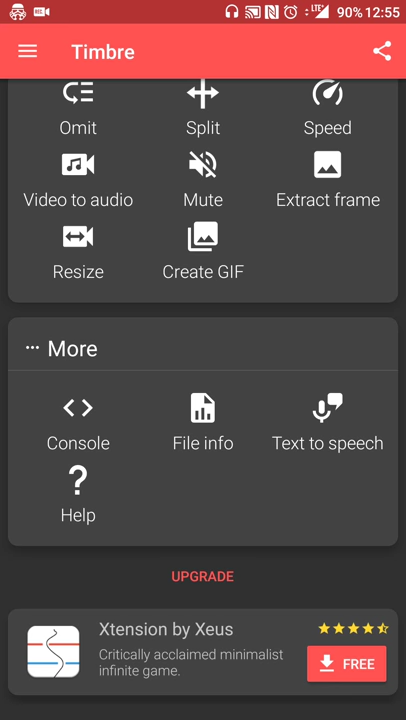 LTE 90% 12:55
Timbre
Omit Split Speed
Video to audio Mute Extract frame
Resize Create GIF
··· More
Console File info Text to speech
Help
UPGRADE
Xtension by Xeus
Critically acclaimed minimalist
infinite game.
FREE